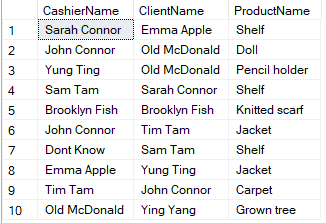 CashierName ClientName ProductName
1 Sarah Connor Emma Apple Shelf
2 John Connor Old McDonald Doll
3 Yung Ting Old McDonald Pencil holder
4 Sam Tam Sarah Connor Shelf
5 Brooklyn Fish Brooklyn Fish Knitted scarf
6 John Connor Tim Tam Jacket
7 Dont Know Sam Tam Shelf
8 Emma Apple Yung Ting Jacket
9 Tim Tam John Connor Carpet
10 Old McDonald Ying Yang Grown tree